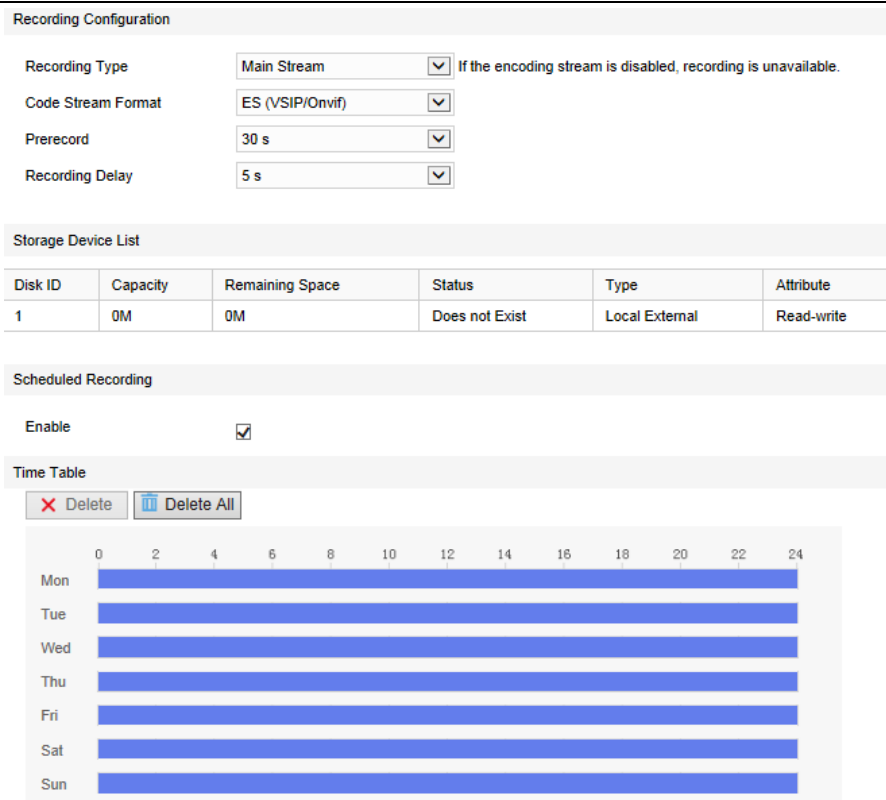 Recording Configuration
Recording Type Main Stream If the encoding stream is disabled, recording is unavailable.
Code Stream Format ES (VSIP/Onvif)
Prerecord 30 s
Recording Delay 5 s
Storage Device List
Disk ID Capacity Remaining Space Status Type Attribute
1 0M 0M Does not Exist Local External Read-write
Scheduled Recording
Enable
Time Table
Delete Delete All
0 2 4 6 8 10 12 14 16 18 20 22 24
Mon
Tue
Wed
Thu
Fri
Sat
Sun